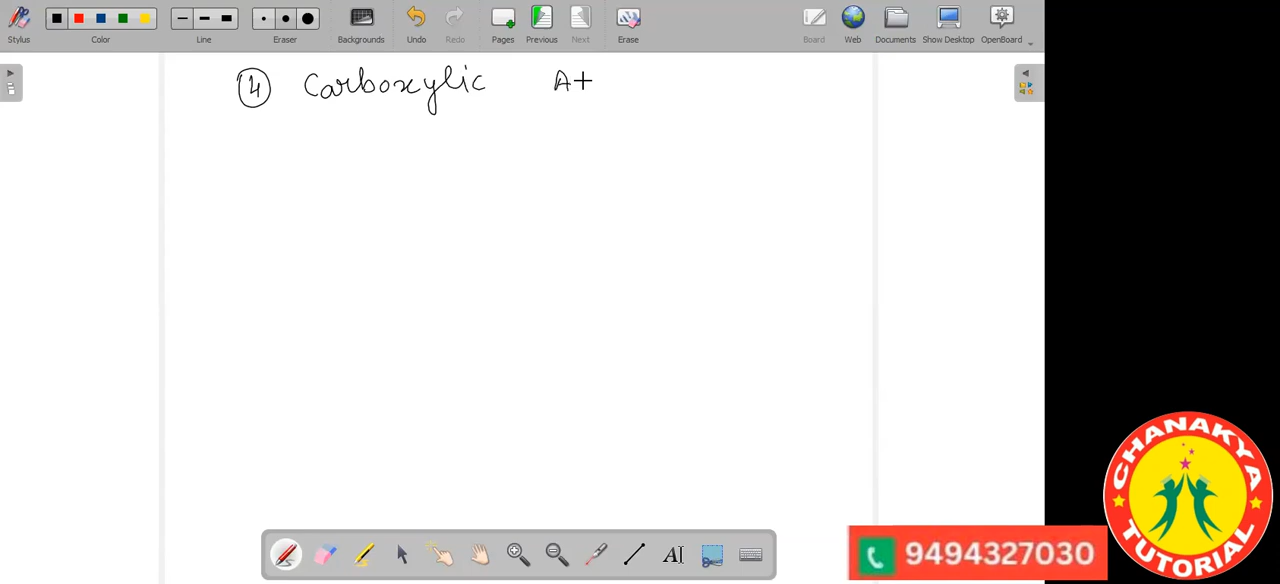 Stylus Color Line Eraser Backgrounds Undo Redo Pages Previous Next Erase Board Web Documents Show Desktop OpenBoard
④ Carboxylic A+
CHANAKYA
TUTORIAL
9494327030